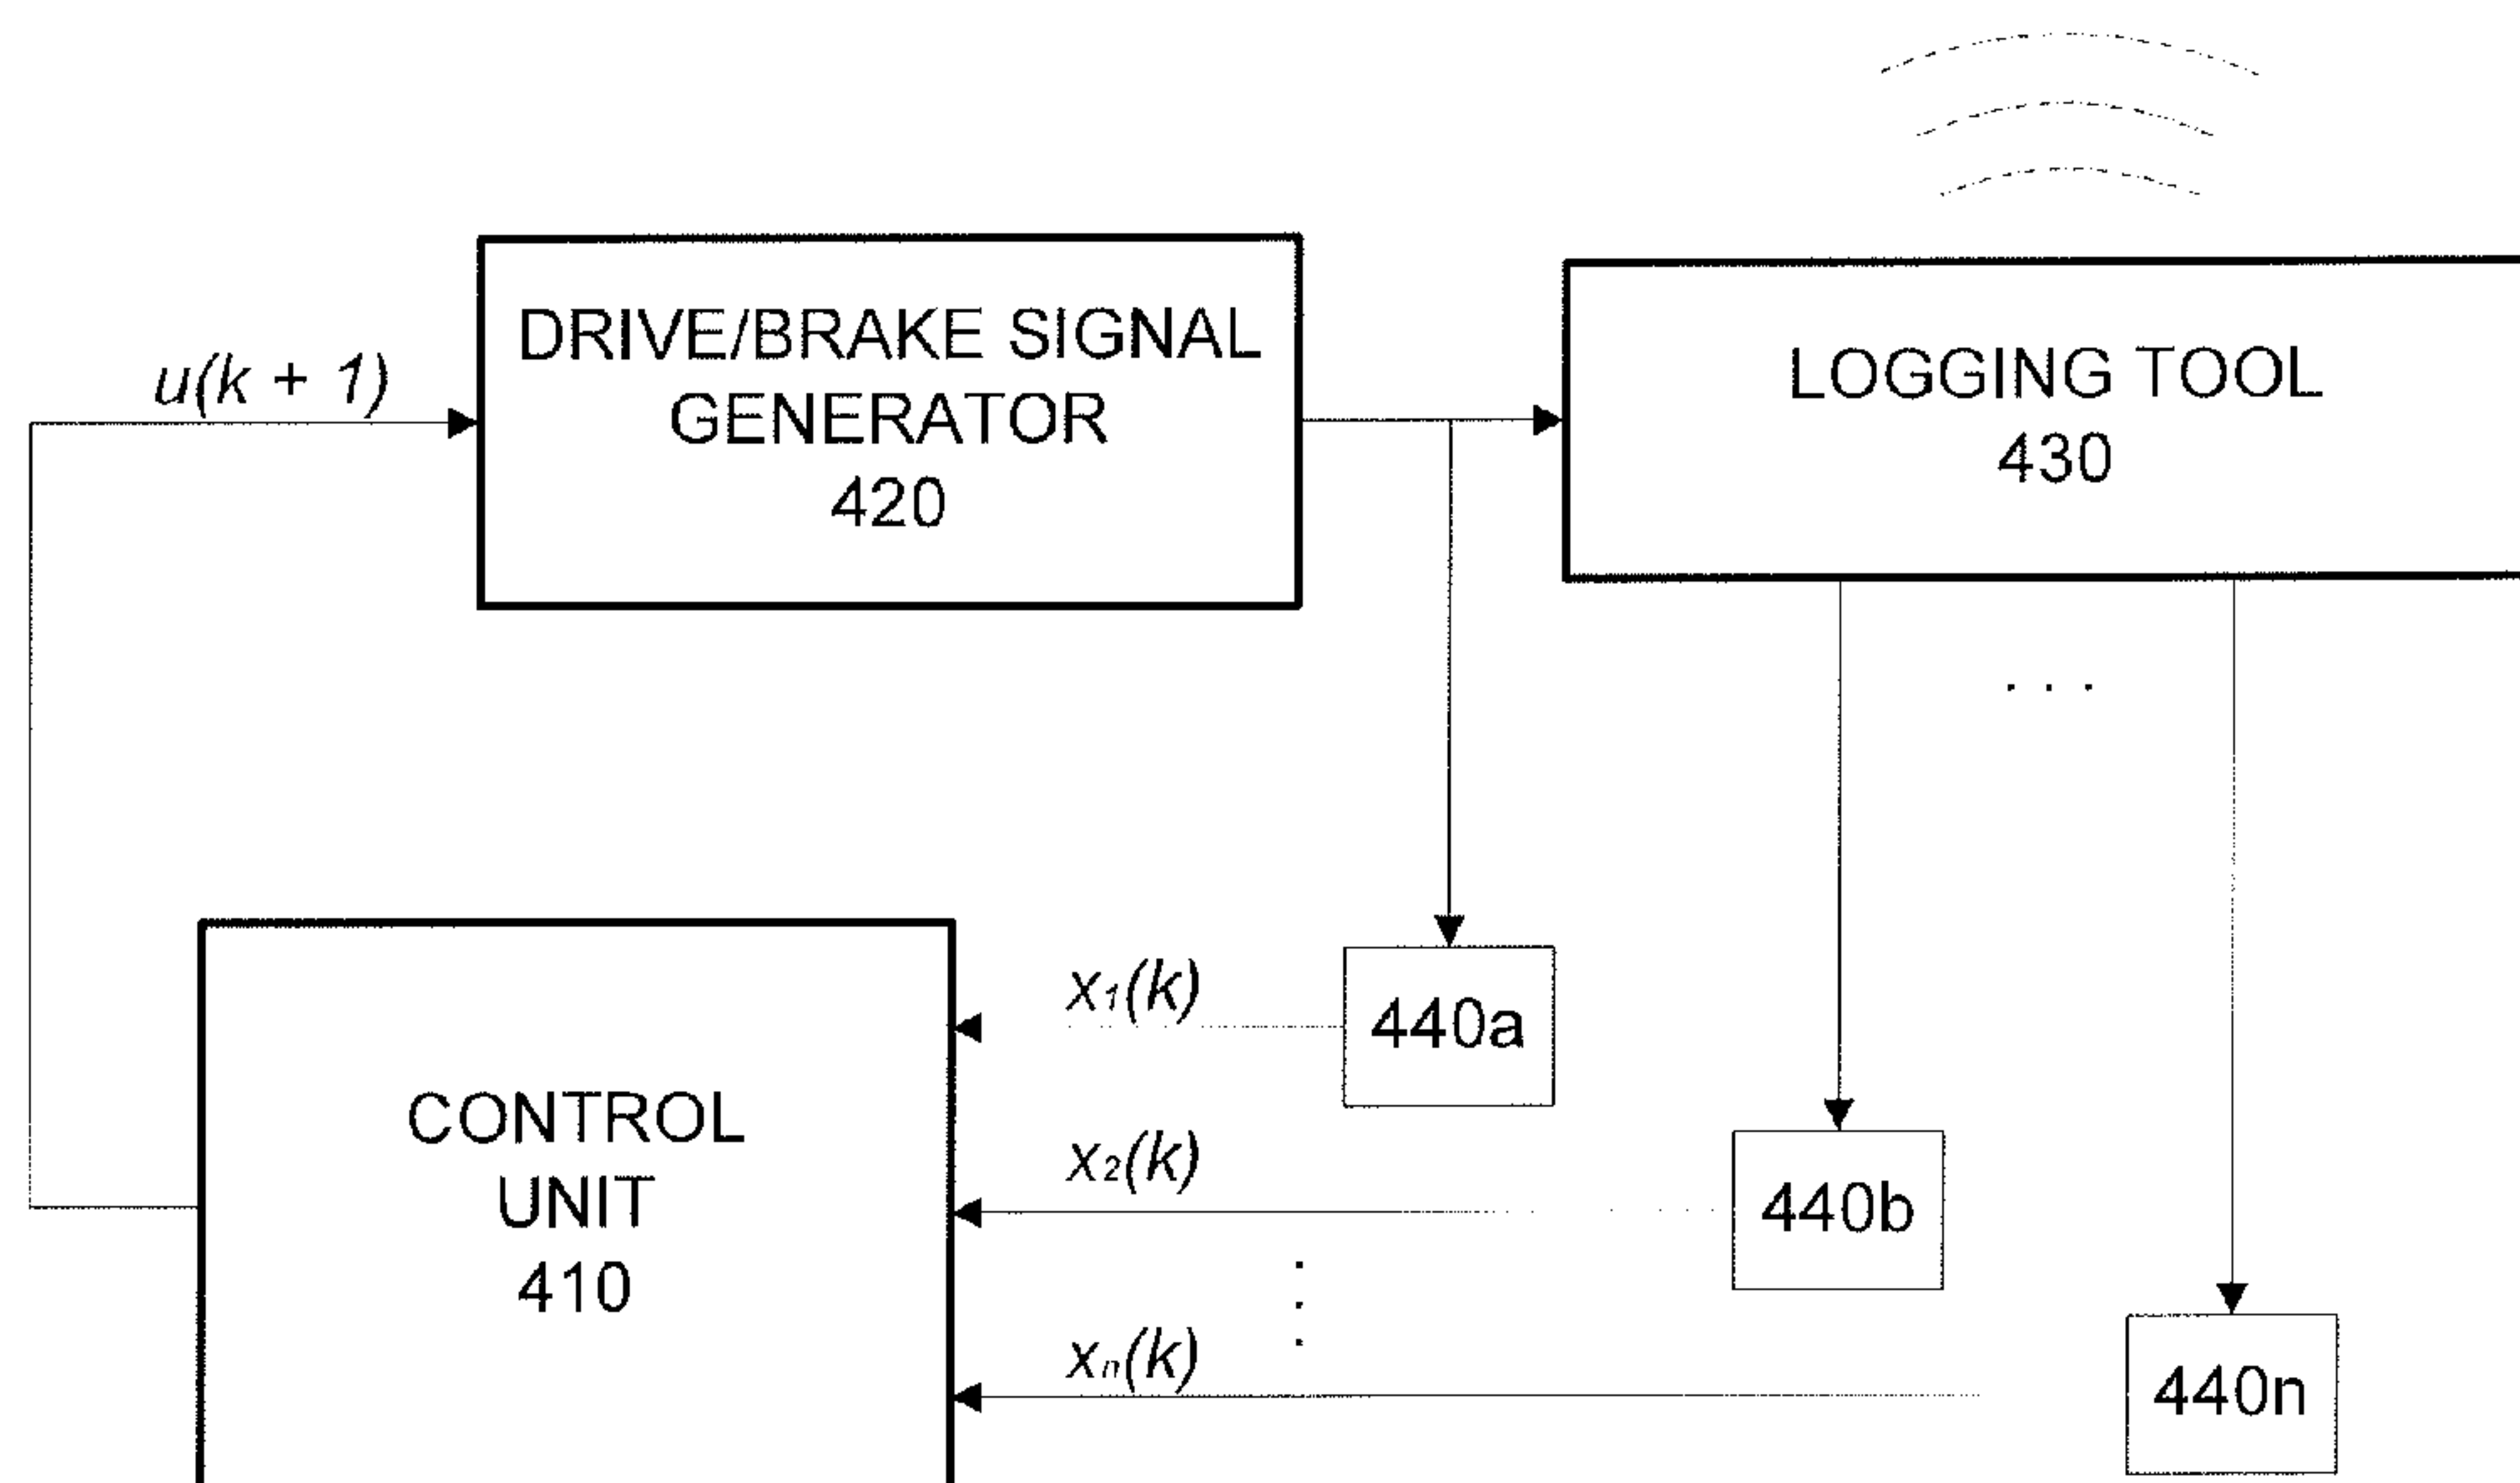 DRIVE/BRAKE SIGNAL
GENERATOR
420
LOGGING TOOL
430
u(k + 1)
. . .
x₁(k)
440a
CONTROL
UNIT
410
x₂(k)
440b
xₙ(k)
440n